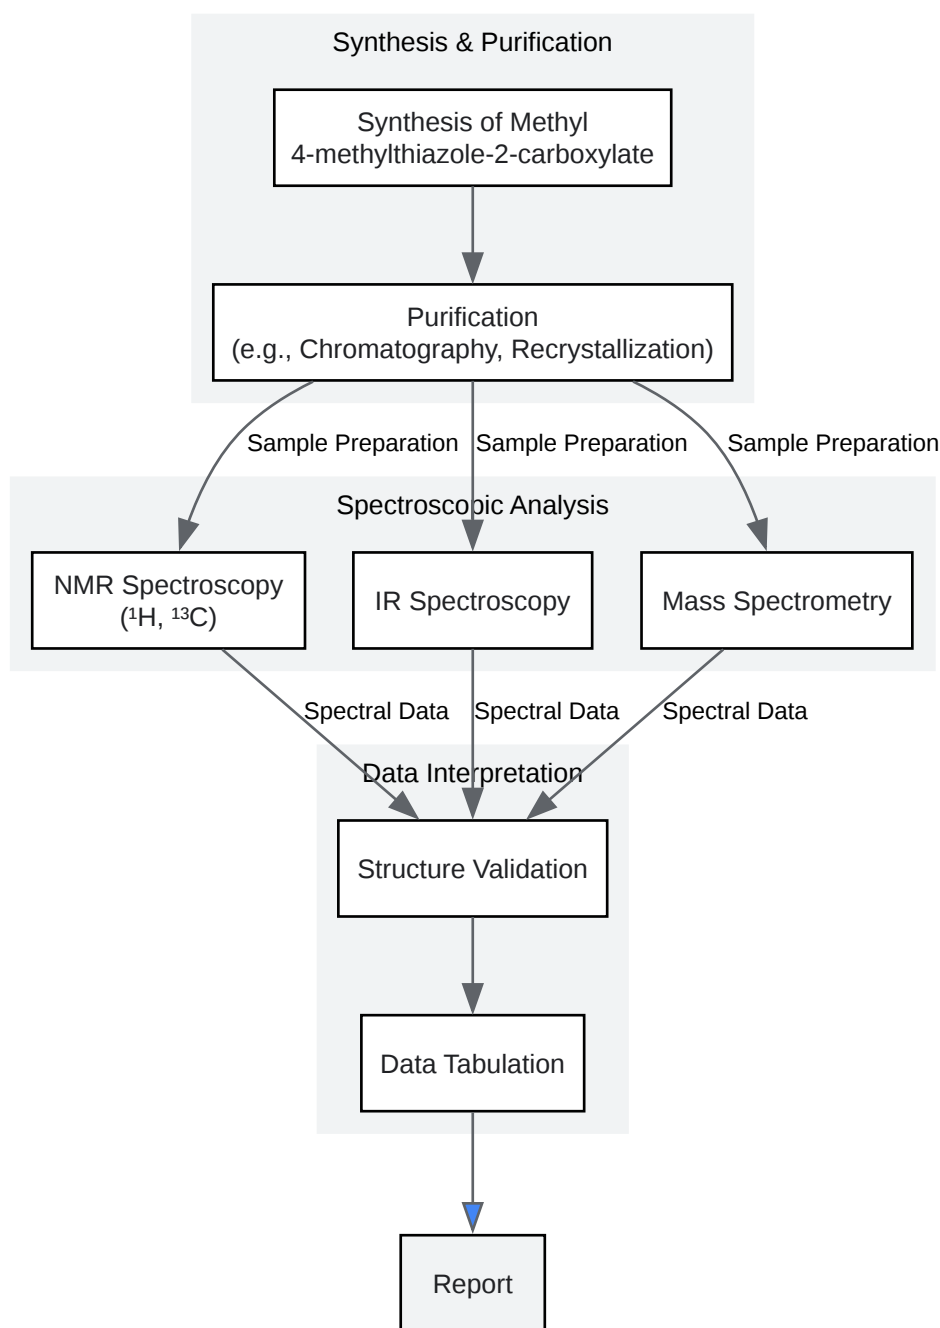 Synthesis & Purification
Synthesis of Methyl
4-methylthiazole-2-carboxylate
Purification
(e.g., Chromatography, Recrystallization)
Sample Preparation
Sample Preparation
Sample Preparation
Spectroscopic Analysis
NMR Spectroscopy
(¹H, ¹³C)
IR Spectroscopy
Mass Spectrometry
Spectral Data
Spectral Data
Spectral Data
Data Interpretation
Structure Validation
Data Tabulation
Report